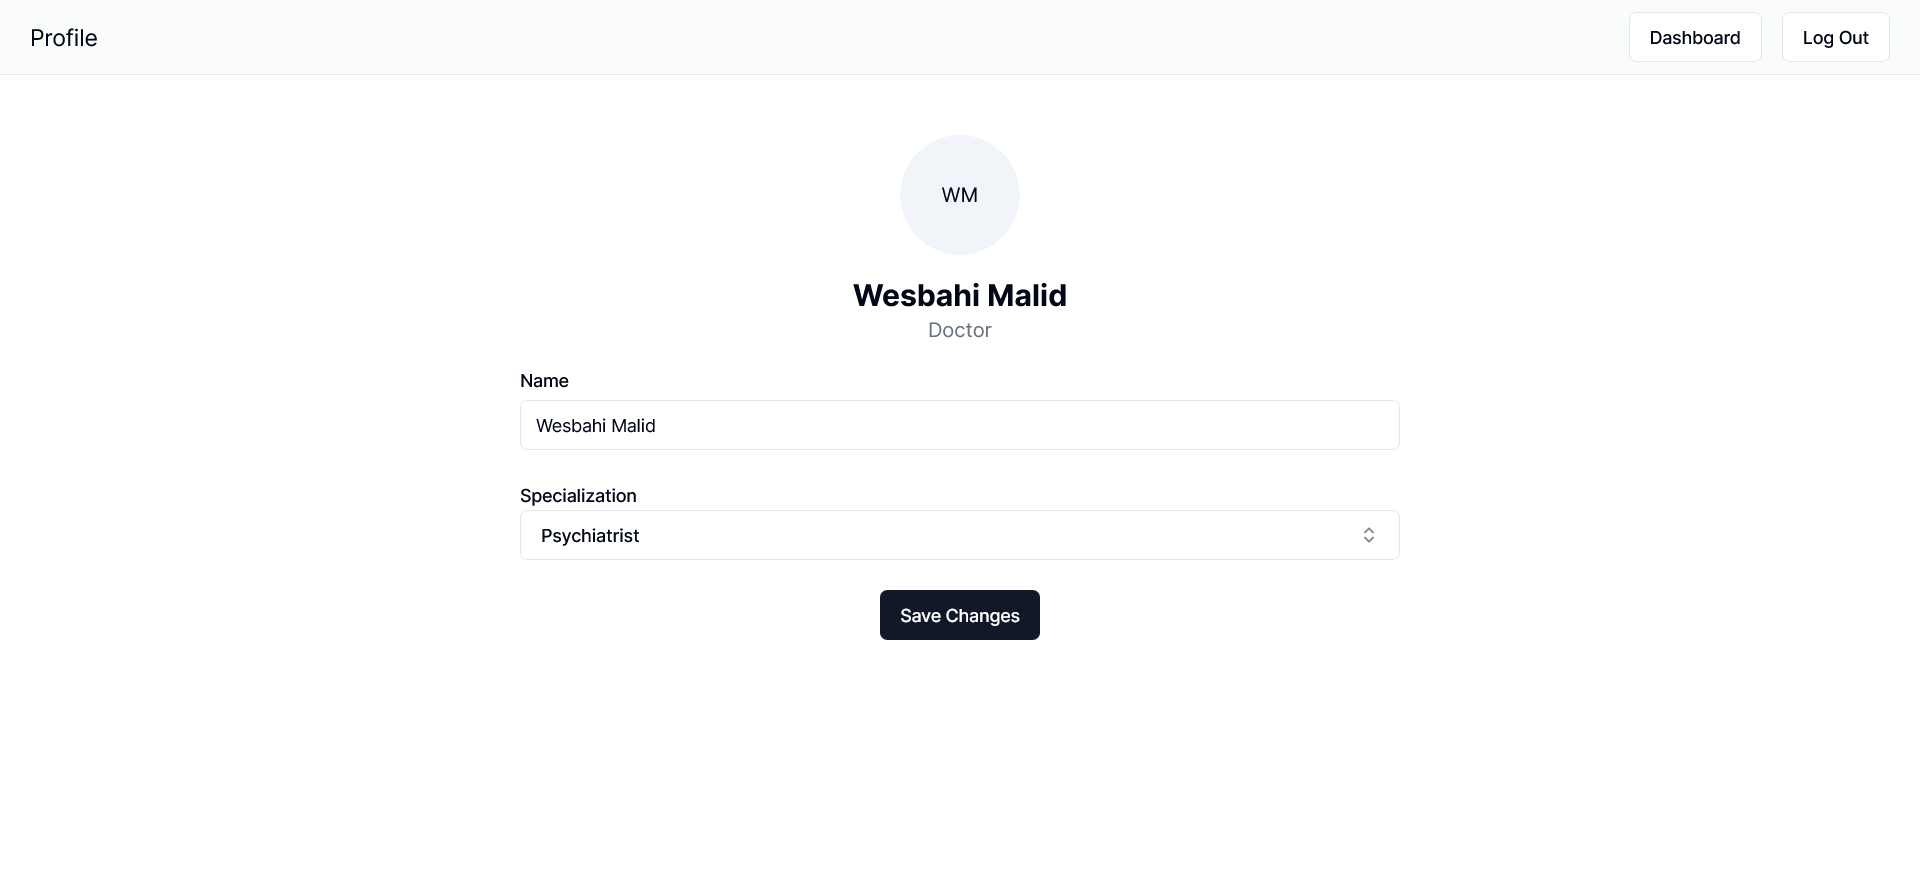 Profile
Dashboard
Log Out
WM
Wesbahi Malid
Doctor
Name
Wesbahi Malid
Specialization
Psychiatrist
Save Changes